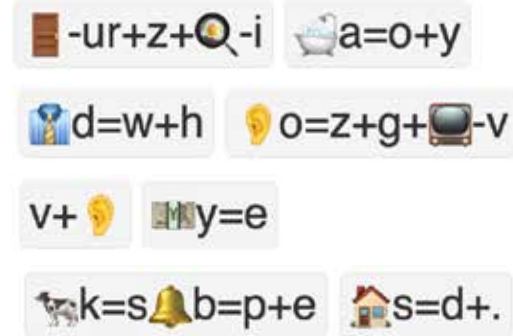 🚪-ur+z+🔍-i 🛁a=o+y
👔d=w+h 👂o=z+g+📺-v
v+👂 💵y=e
🐄k=s🔔b=p+e 🏠s=d+.